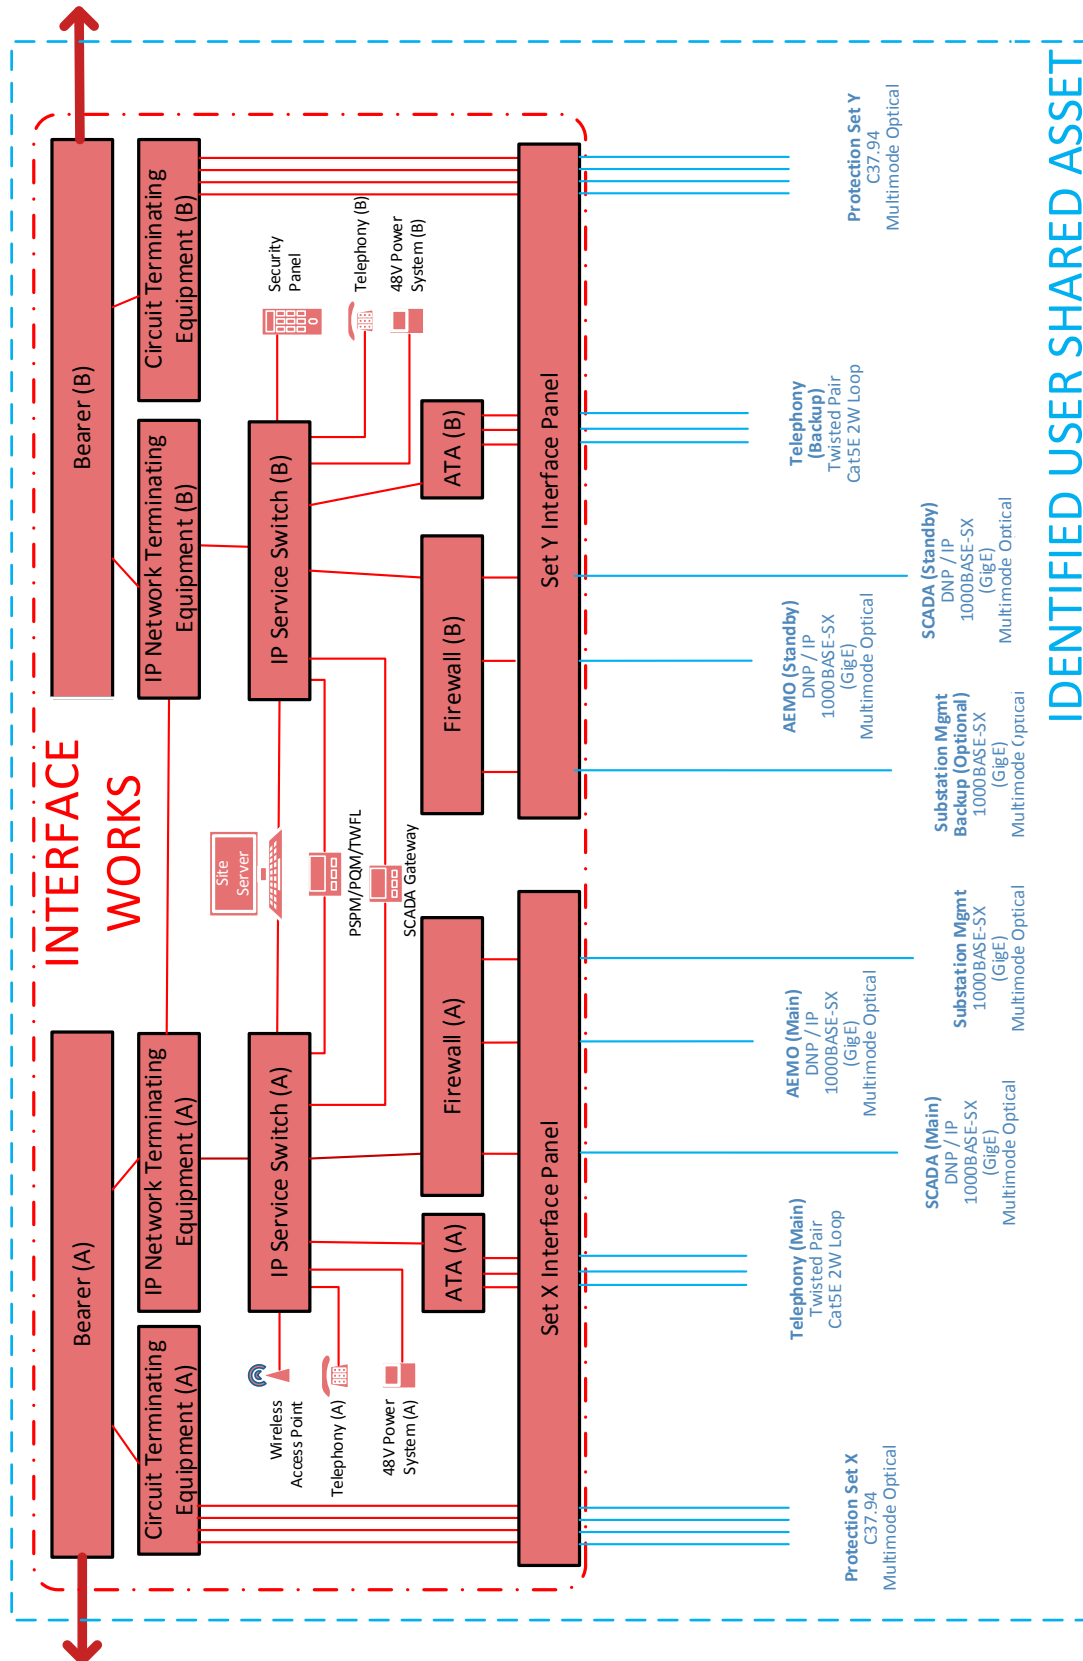 INTERFACE
WORKS
Bearer (A)
Bearer (B)
Circuit Terminating
Equipment (A)
IP Network Terminating
Equipment (A)
IP Network Terminating
Equipment (B)
Circuit Terminating
Equipment (B)
Site
Server
IP Service Switch (A)
IP Service Switch (B)
Wireless
Access Point
Telephony (A)
48V Power
System (A)
PSPM/PQM/TWFL
SCADA Gateway
Security
Panel
Telephony (B)
48V Power
System (B)
ATA (A)
Firewall (A)
Firewall (B)
ATA (B)
Set X Interface Panel
Set Y Interface Panel
Protection Set X
C37.94
Multimode Optical
Telephony (Main)
Twisted Pair
Cat5E 2W Loop
SCADA (Main)
DNP / IP
1000BASE-SX
(GigE)
Multimode Optical
AEMO (Main)
DNP / IP
1000BASE-SX
(GigE)
Multimode Optical
Substation Mgmt
1000BASE-SX
(GigE)
Multimode Optical
Substation Mgmt
Backup (Optional)
1000BASE-SX
(GigE)
Multimode Optical
AEMO (Standby)
DNP / IP
1000BASE-SX
(GigE)
Multimode Optical
SCADA (Standby)
DNP / IP
1000BASE-SX
(GigE)
Multimode Optical
Telephony
(Backup)
Twisted Pair
Cat5E 2W Loop
Protection Set Y
C37.94
Multimode Optical
IDENTIFIED USER SHARED ASSET